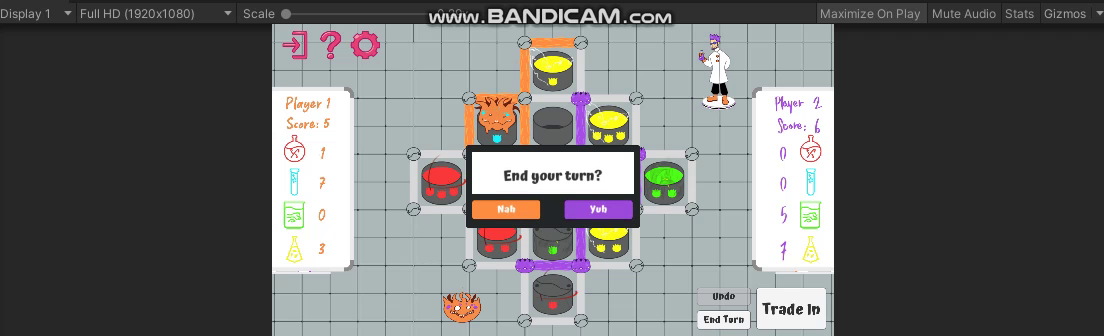 Display 1
Full HD (1920x1080)
Scale
www.BANDICAM.com
Maximize On Play
Mute Audio
Stats
Gizmos
Player 1
Score: 5
1
7
0
3
End your turn?
Nah
Yuh
Player 2
Score: 6
0
0
5
7
Undo
End Turn
Trade In